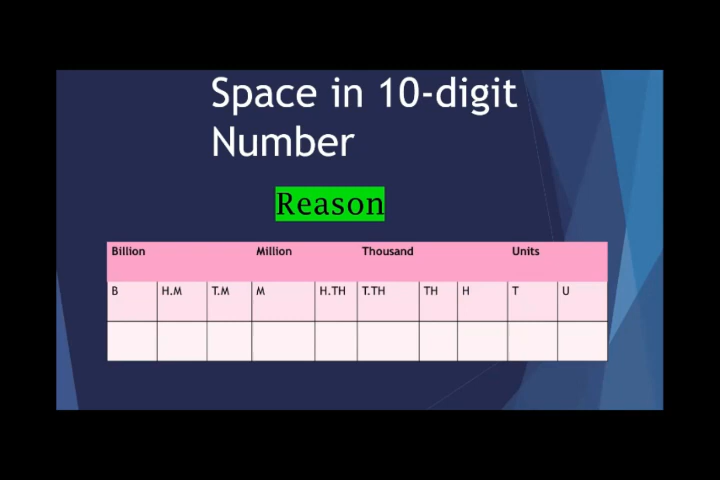 Space in 10-digit
Number
Reason
Billion Million Thousand Units
B H.M T.M M H.TH T.TH TH H T U